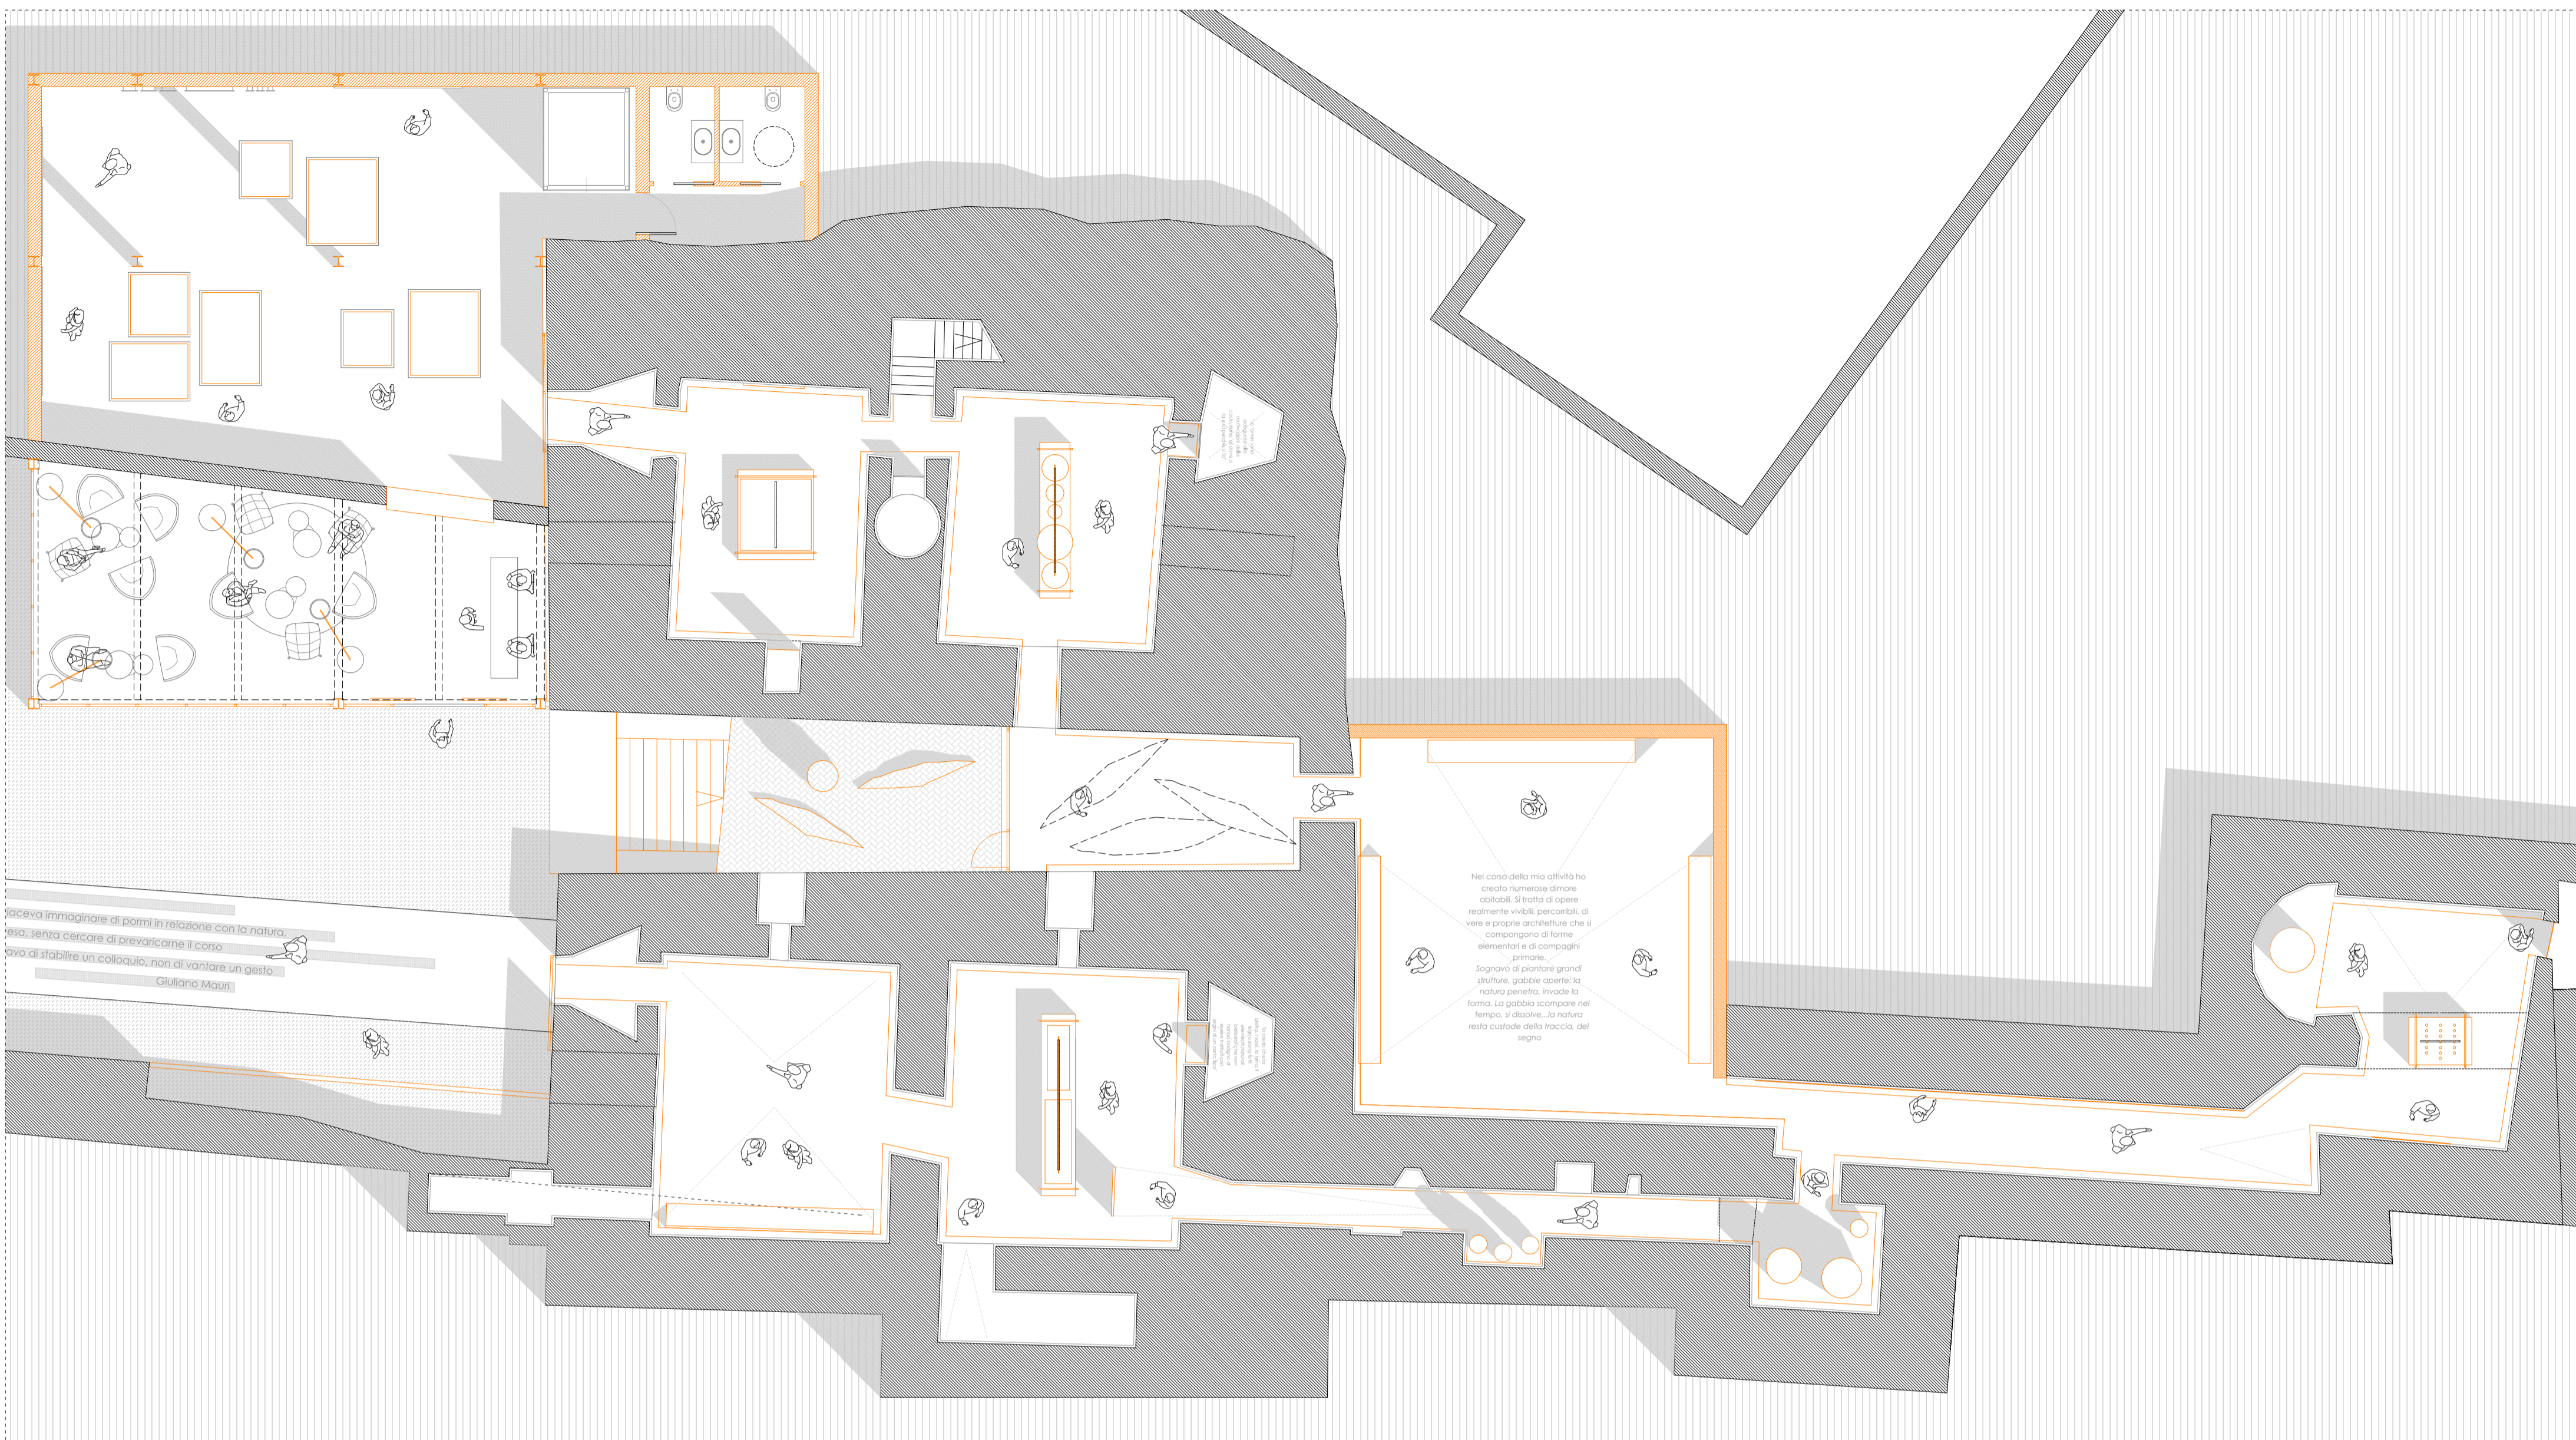 iaceva immaginare di pormi in relazione con la natura.
esa, senza cercare di prevaricarne il corso
avo di stabilire un colloquio, non di vantare un gesto
Giuliano Mauri
Nel corso della mia attività ho
creato numerose dimore
abitabili. Si tratta di opere
realmente vivibili, percorribili, di
vere e proprie architetture che si
compongono di forme
elementari e di compagini
primarie.
Sognavo di piantare grandi
strutture, gabbie aperte: la
natura penetra, invade la
forma. La gabbia scompare nel
tempo, si dissolve...la natura
resta custode della traccia, del
segno